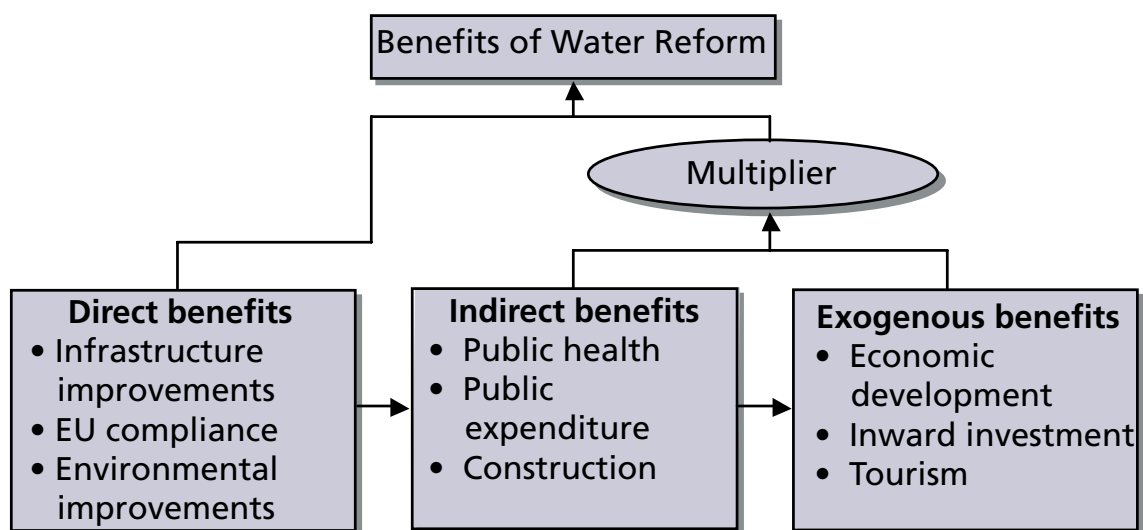 Benefits of Water Reform
Multiplier
Direct benefits
• Infrastructure
improvements
• EU compliance
• Environmental
improvements
Indirect benefits
• Public health
• Public
expenditure
• Construction
Exogenous benefits
• Economic
development
• Inward investment
• Tourism